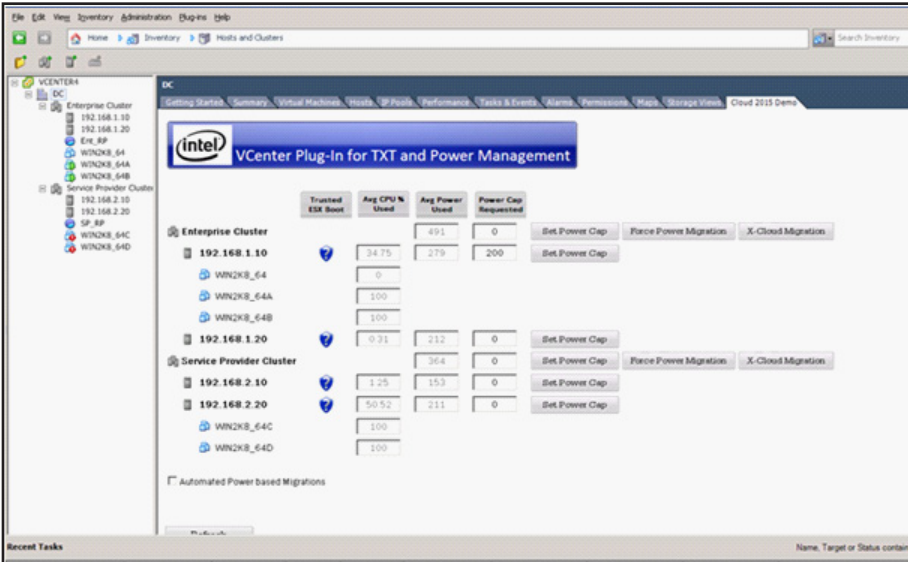 File Edit View Inventory Administration Plug-ins Help
Home Inventory Hosts and Clusters Search Inventory
VCENTER4
DC
Enterprise Cluster
192.168.1.10
192.168.1.20
Ent_RP
WIN2K8_64
WIN2K8_64A
WIN2K8_64B
Service Provider Cluster
192.168.2.10
192.168.2.20
SP_RP
WIN2K8_64C
WIN2K8_64D
DC
Getting Started Summary Virtual Machines Hosts IP Pools Performance Tasks & Events Alarms Permissions Maps Storage Views Cloud 2015 Demo
intel VCenter Plug-In for TXT and Power Management
Trusted ESX Boot
Avg CPU % Used
Avg Power Used
Power Cap Requested
Enterprise Cluster 491 0 Set Power Cap Force Power Migration X-Cloud Migration
192.168.1.10 34.75 279 200 Set Power Cap
WIN2K8_64 0
WIN2K8_64A 100
WIN2K8_64B 100
192.168.1.20 0.31 212 0 Set Power Cap
Service Provider Cluster 364 0 Set Power Cap Force Power Migration X-Cloud Migration
192.168.2.10 1.25 153 0 Set Power Cap
192.168.2.20 50.52 211 0 Set Power Cap
WIN2K8_64C 100
WIN2K8_64D 100
Automated Power based Migrations
Refresh
Recent Tasks Name, Target or Status contain